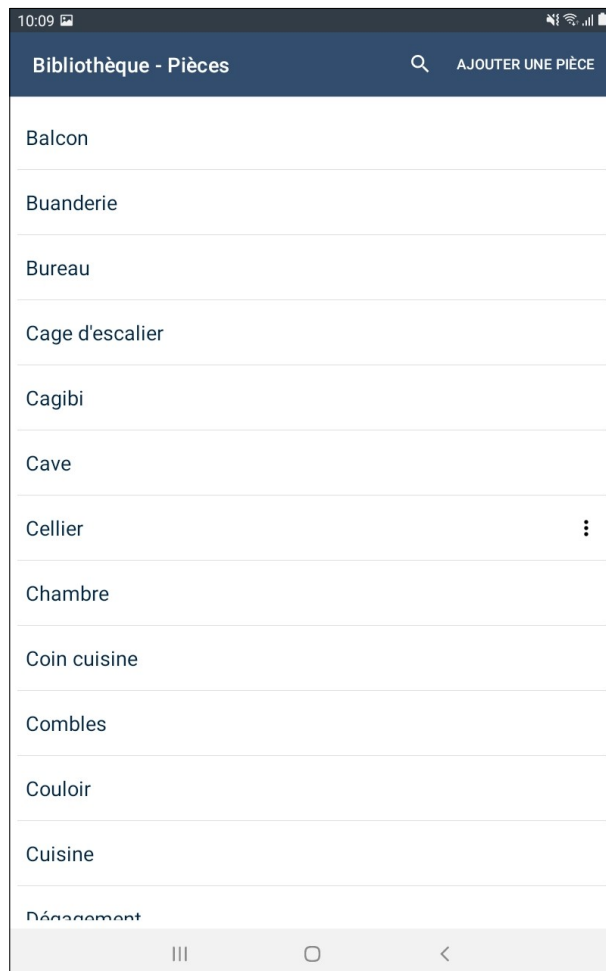 10:09
Bibliothèque - Pièces
AJOUTER UNE PIÈCE
Balcon
Buanderie
Bureau
Cage d'escalier
Cagibi
Cave
Cellier
Chambre
Coin cuisine
Combles
Couloir
Cuisine
Dégagement